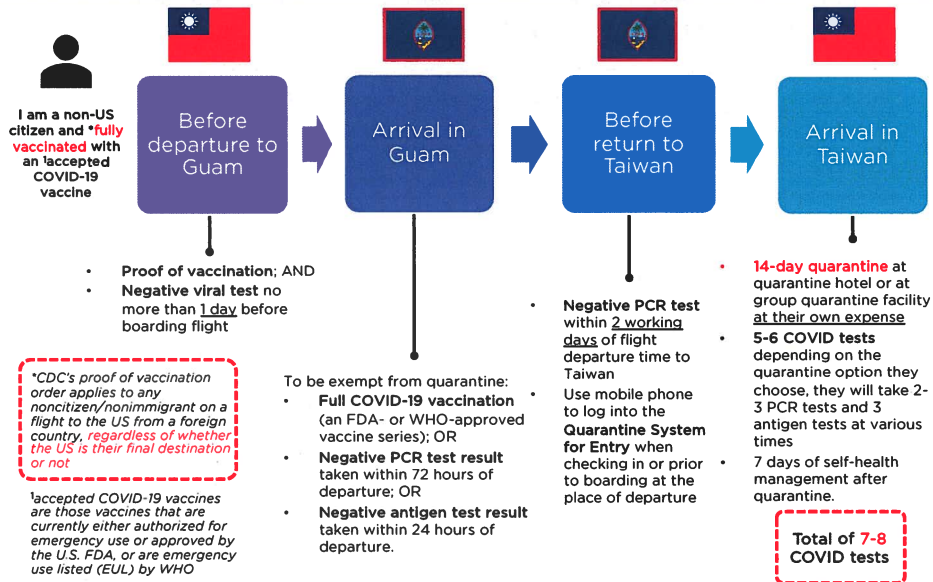 I am a non-US
citizen and *fully
vaccinated with
an ¹accepted
COVID-19
vaccine
Before
departure to
Guam
Arrival in
Guam
Before
return to
Taiwan
Arrival in
Taiwan
• Proof of vaccination; AND
• Negative viral test no
more than 1 day before
boarding flight
*CDC's proof of vaccination
order applies to any
noncitizen/nonimmigrant on a
flight to the US from a foreign
country, regardless of whether
the US is their final destination
or not
¹accepted COVID-19 vaccines
are those vaccines that are
currently either authorized for
emergency use or approved by
the U.S. FDA, or are emergency
use listed (EUL) by WHO
To be exempt from quarantine:
• Full COVID-19 vaccination
(an FDA- or WHO-approved
vaccine series); OR
• Negative PCR test result
taken within 72 hours of
departure; OR
• Negative antigen test result
taken within 24 hours of
departure.
• Negative PCR test
within 2 working
days of flight
departure time to
Taiwan
• Use mobile phone
to log into the
Quarantine System
for Entry when
checking in or prior
to boarding at the
place of departure
• 14-day quarantine at
quarantine hotel or at
group quarantine facility
at their own expense
• 5-6 COVID tests
depending on the
quarantine option they
choose, they will take 2-
3 PCR tests and 3
antigen tests at various
times
• 7 days of self-health
management after
quarantine.
Total of 7-8
COVID tests